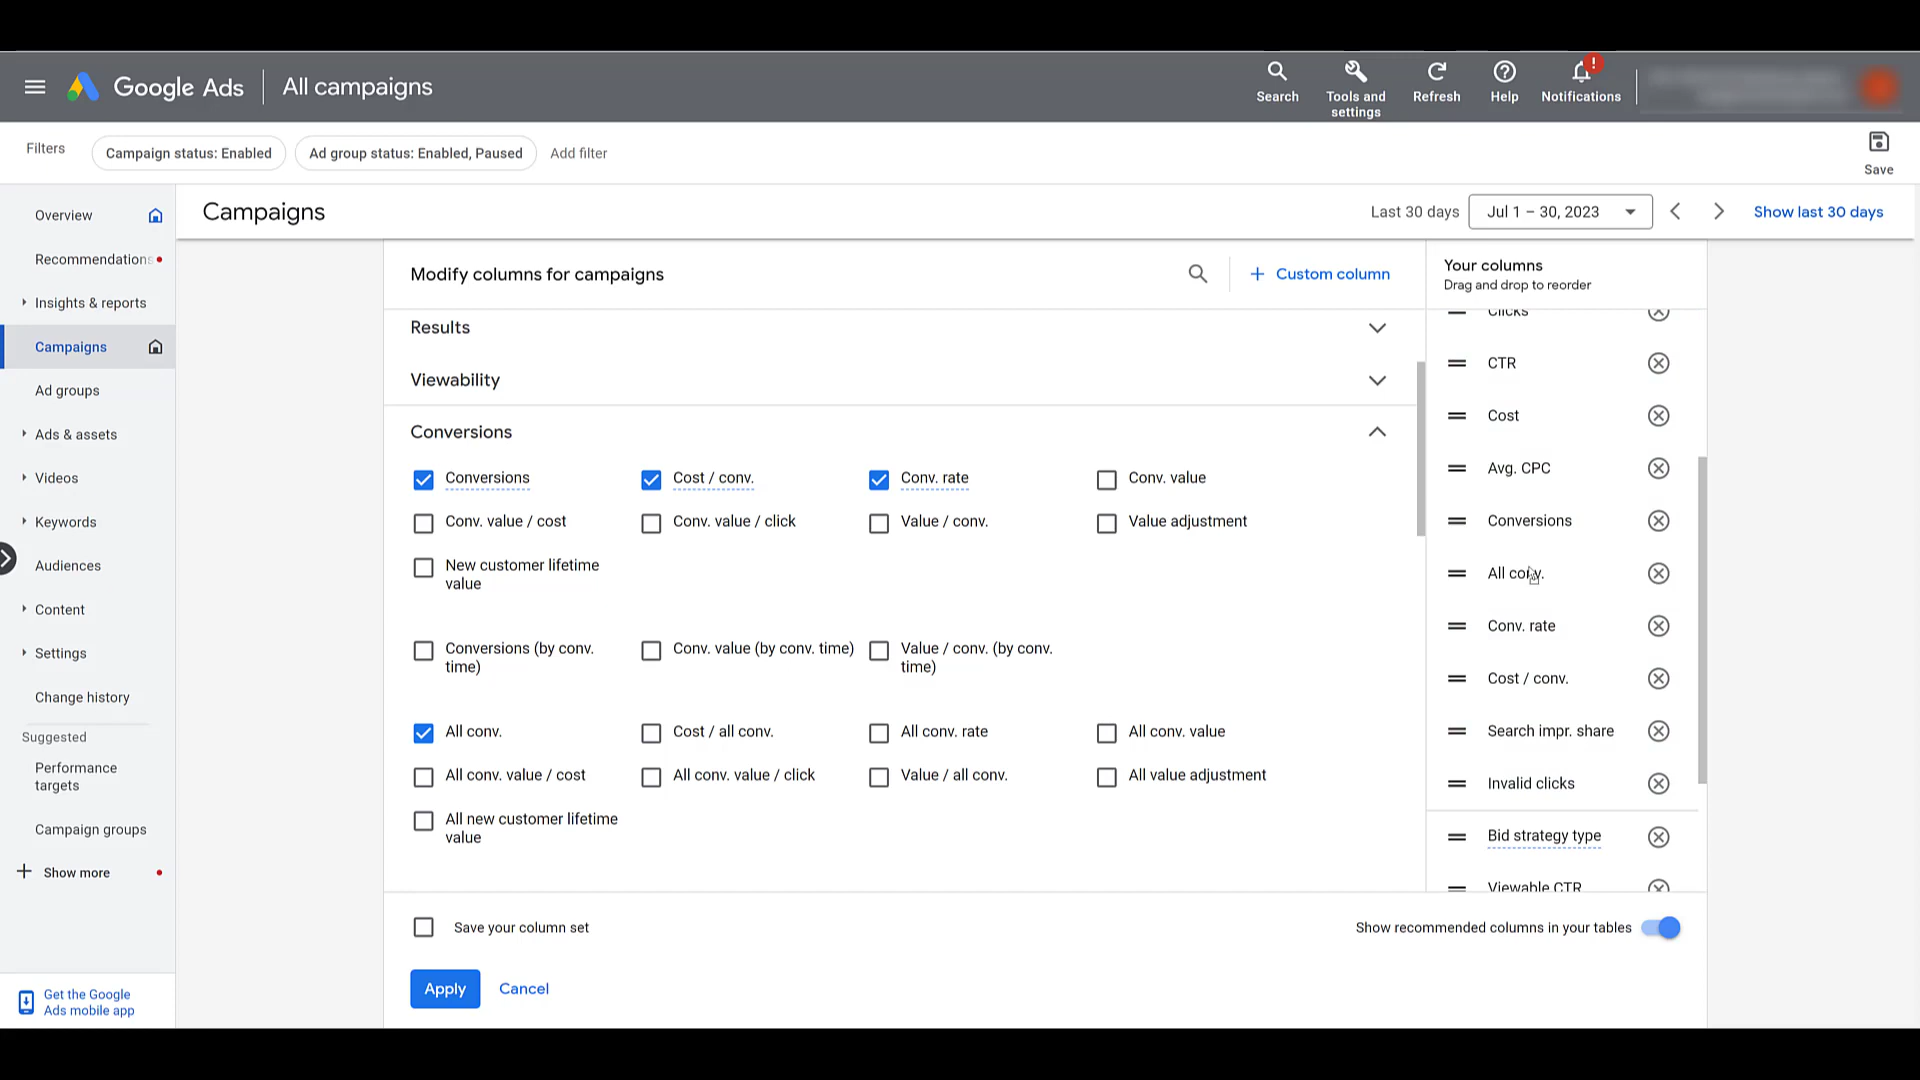 Google Ads
All campaigns
Search
Tools and
settings
Refresh
Help
!
Notifications
Filters
Campaign status: Enabled
Ad group status: Enabled, Paused
Add filter
Save
Overview
Recommendations
Insights & reports
Campaigns
Ad groups
Ads & assets
Videos
Keywords
Audiences
Content
Settings
Change history
Suggested
Performance
targets
Campaign groups
Show more
Get the Google
Ads mobile app
Campaigns
Last 30 days
Jul 1 – 30, 2023
Show last 30 days
Modify columns for campaigns
Custom column
Results
Viewability
Conversions
Conversions
Cost / conv.
Conv. rate
Conv. value
Conv. value / cost
Conv. value / click
Value / conv.
Value adjustment
New customer lifetime
value
Conversions (by conv.
time)
Conv. value (by conv. time)
Value / conv. (by conv.
time)
All conv.
Cost / all conv.
All conv. rate
All conv. value
All conv. value / cost
All conv. value / click
Value / all conv.
All value adjustment
All new customer lifetime
value
Your columns
Drag and drop to reorder
Clicks
CTR
Cost
Avg. CPC
Conversions
All conv.
Conv. rate
Cost / conv.
Search impr. share
Invalid clicks
Bid strategy type
Viewable CTR
Save your column set
Show recommended columns in your tables
Apply
Cancel